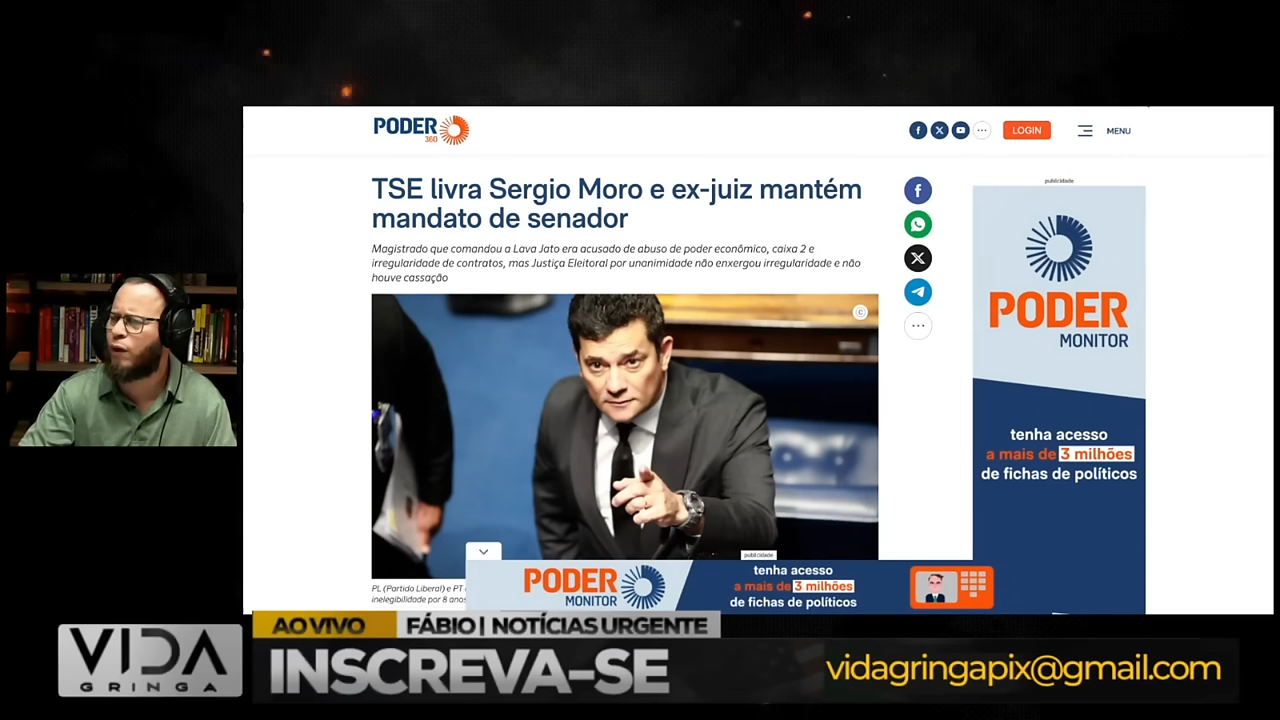 PODER
360
LOGIN
MENU
TSE livra Sergio Moro e ex-juiz mantém
mandato de senador
Magistrado que comandou a Lava Jato era acusado de abuso de poder econômico, caixa 2 e
irregularidade de contratos, mas Justiça Eleitoral por unanimidade não enxergou irregularidade e não
houve cassação
publicidade
PODER
MONITOR
tenha acesso
a mais de 3 milhões
de fichas de políticos
PL (Partido Liberal) e PT
inelegibilidade por 8 anos
publicidade
PODER
MONITOR
tenha acesso
a mais de 3 milhões
de fichas de políticos
AO VIVO
FÁBIO | NOTÍCIAS URGENTE
VIDA
GRINGA
INSCREVA-SE
vidagringapix@gmail.com